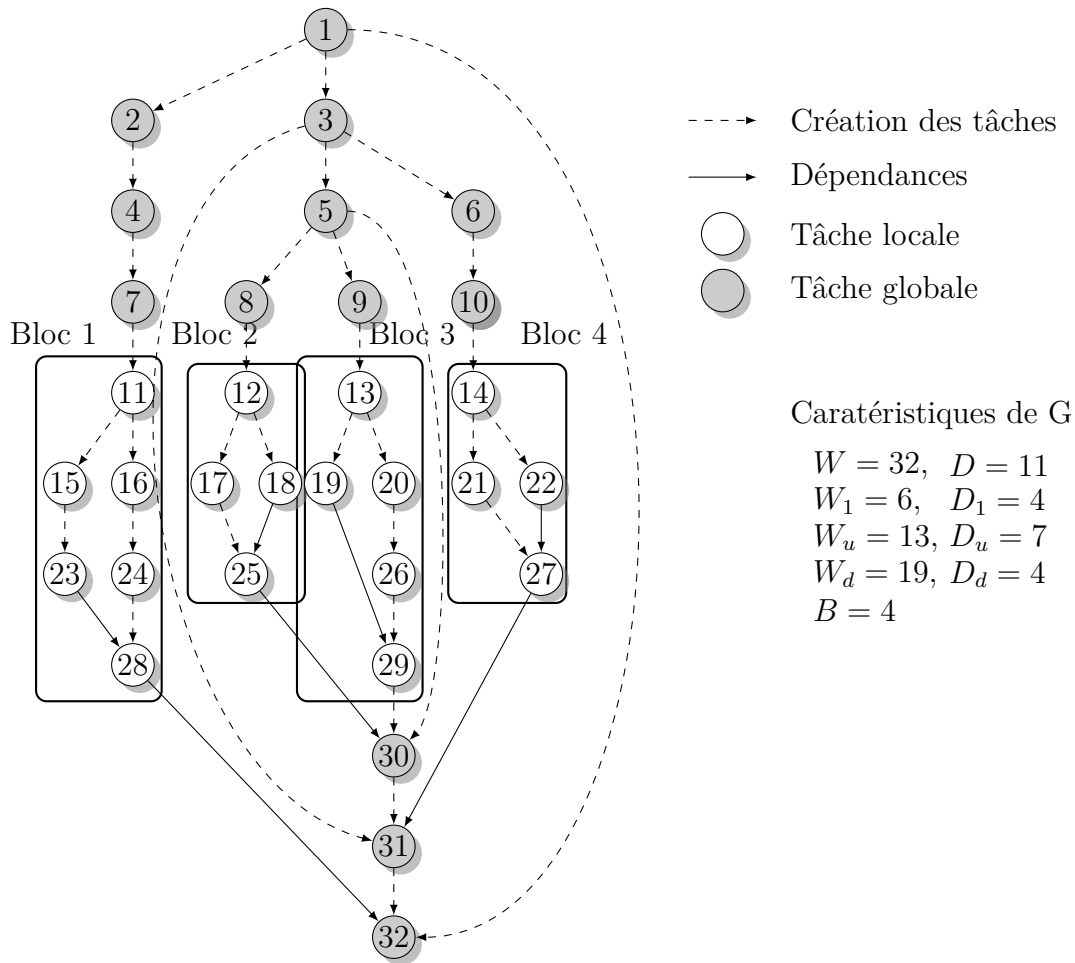 1
2
3
Création des tâches
Dépendances
4
5
6
Tâche locale
7
8
9
10
Tâche globale
Bloc 1
Bloc 2
Bloc 3
Bloc 4
11
12
13
14
Caratéristiques de G
15
16
17
18
19
20
21
22
W = 32, D = 11
W₁ = 6, D₁ = 4
W_u = 13, D_u = 7
23
24
25
26
27
W_d = 19, D_d = 4
B = 4
28
29
30
31
32